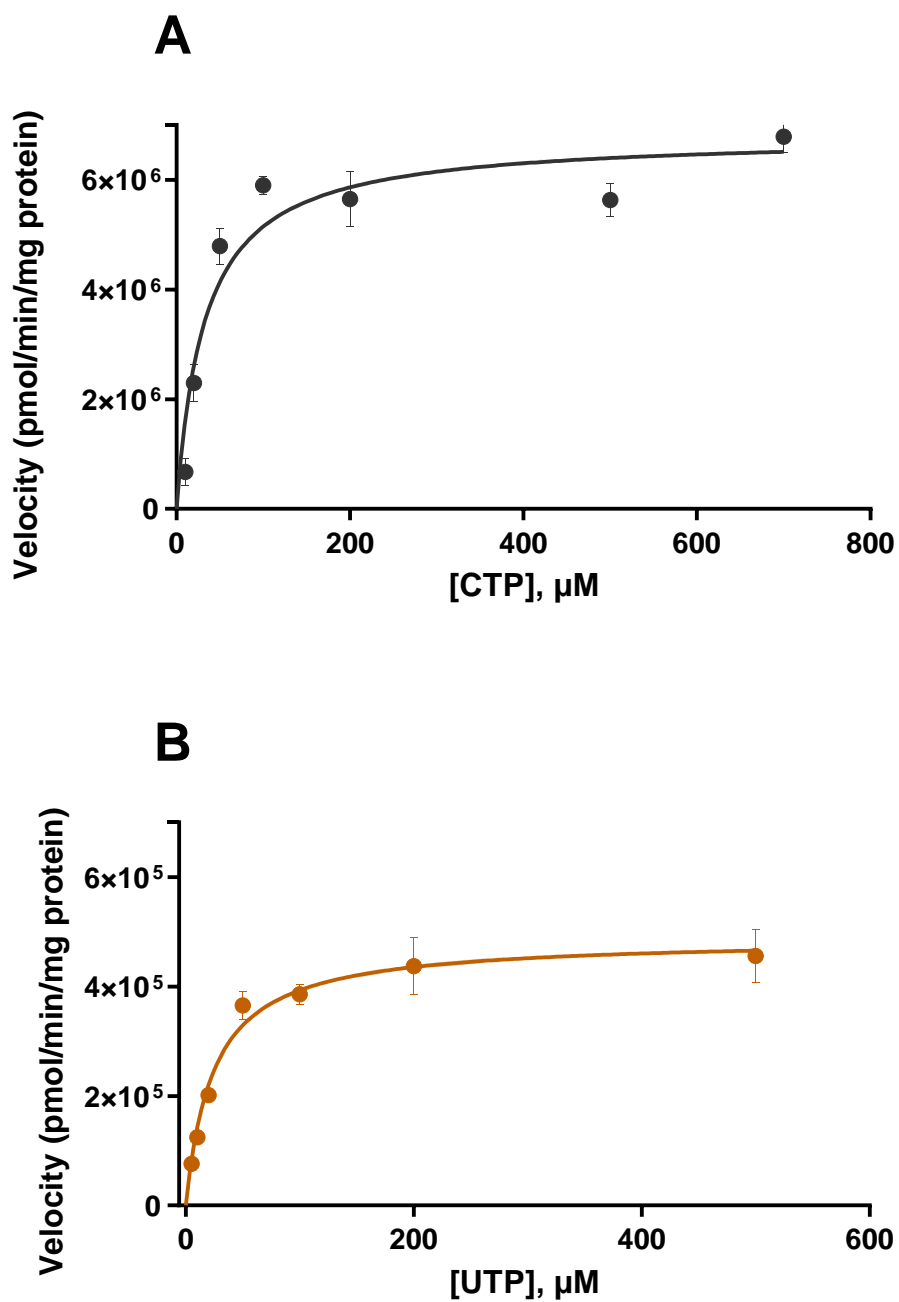 A
Velocity (pmol/min/mg protein)
6×10⁶
4×10⁶
2×10⁶
0
0 200 400 600 800
[CTP], µM
B
Velocity (pmol/min/mg protein)
6×10⁵
4×10⁵
2×10⁵
0
0 200 400 600
[UTP], µM